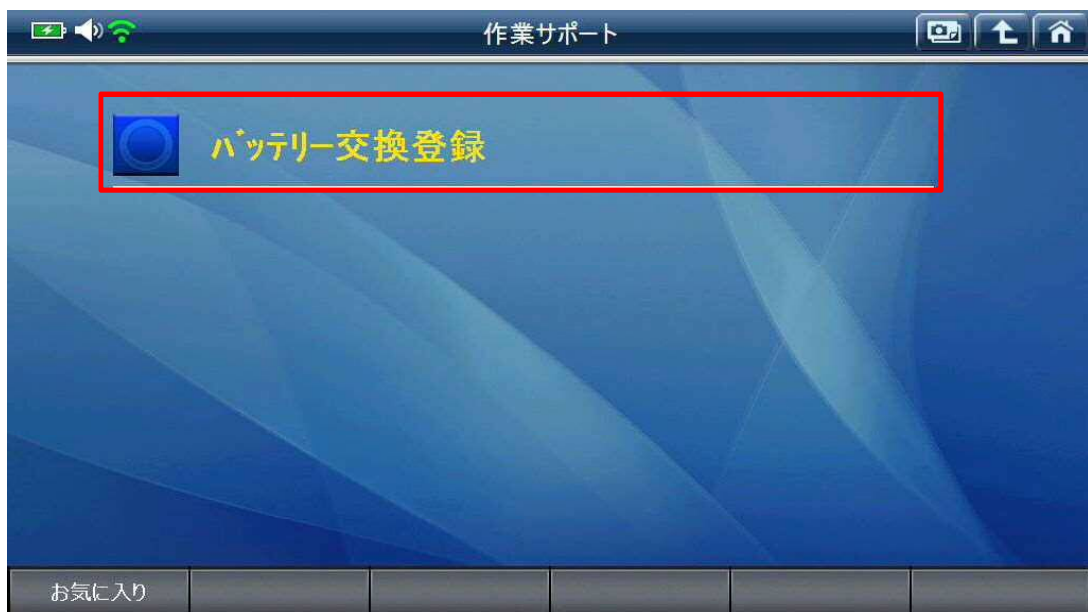 作業サポート
バッテリー交換登録
お気に入り